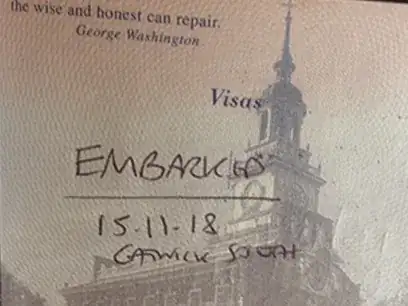 the wise and honest can repair.
George Washington
Visas
EMBARKED
15.11.18
GATWICK SOUTH